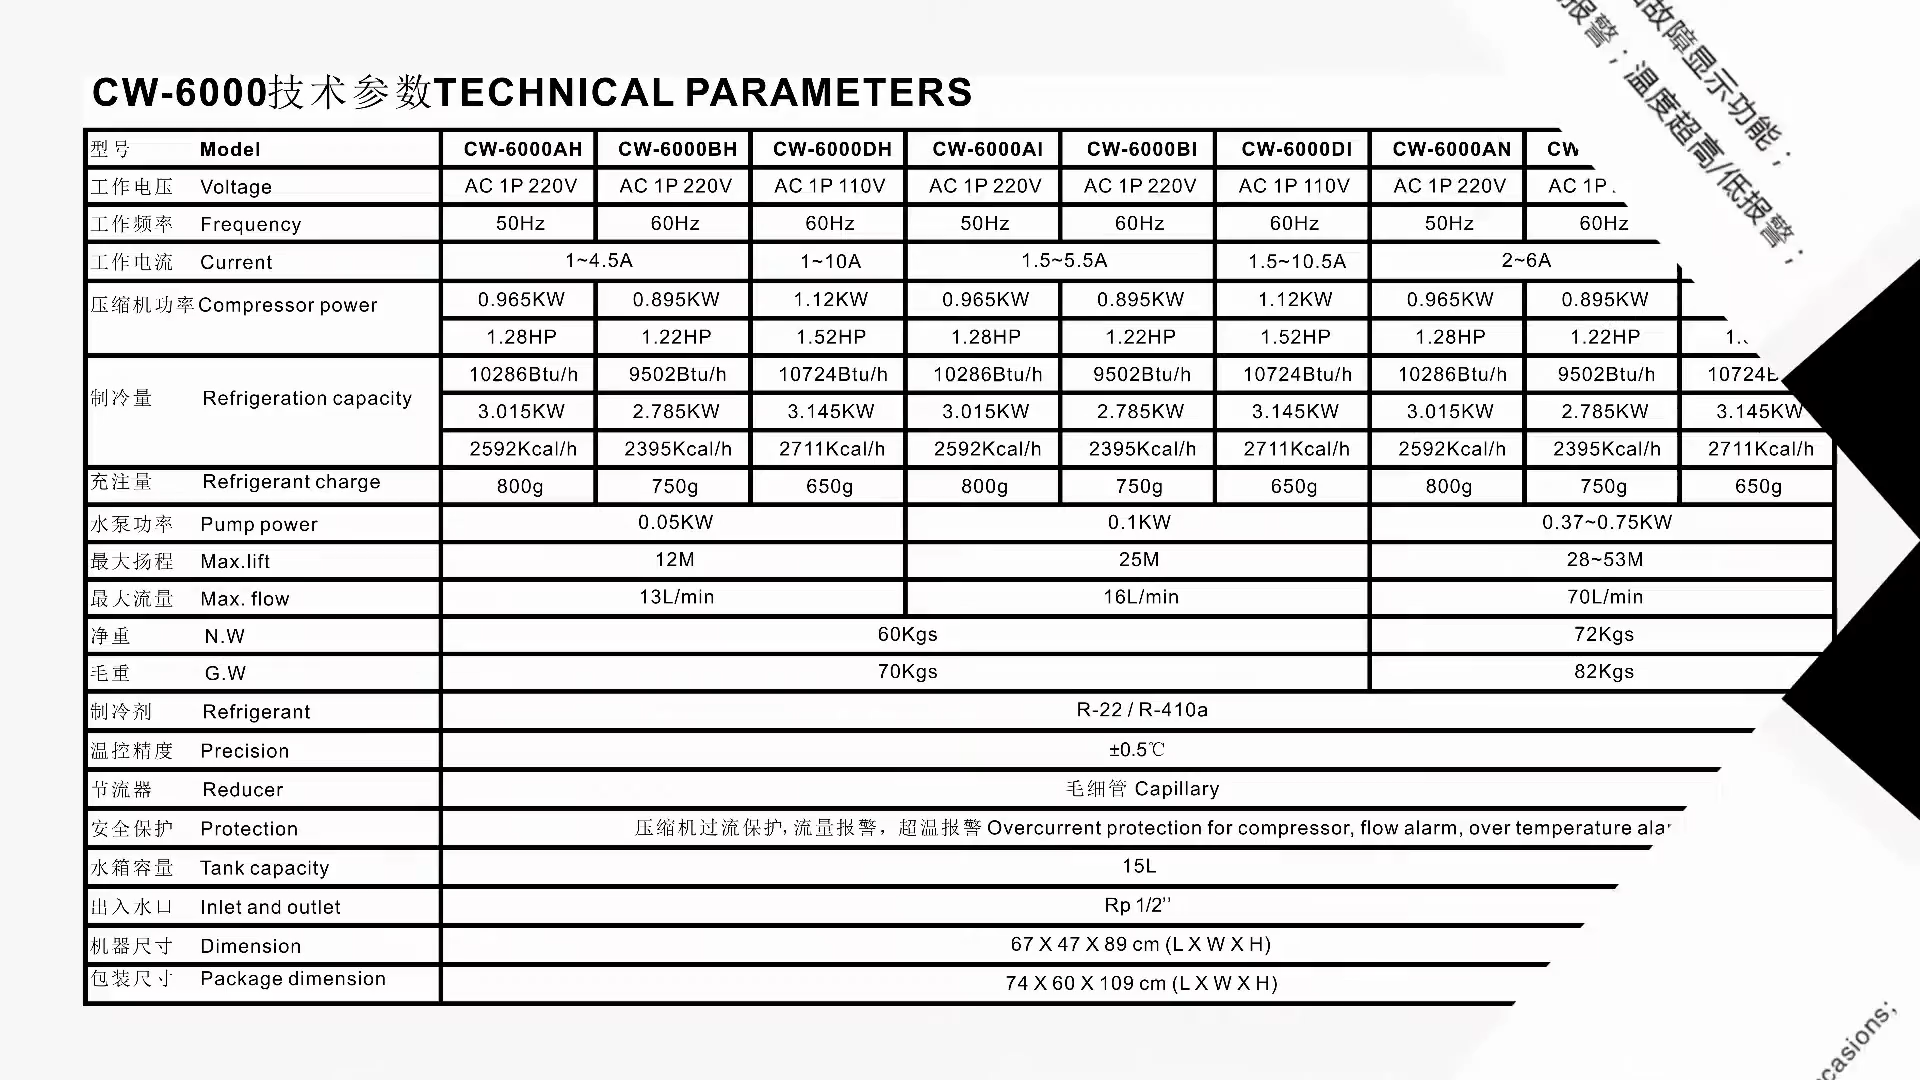 CW-6000技术参数TECHNICAL PARAMETERS
型号 Model CW-6000AH CW-6000BH CW-6000DH CW-6000AI CW-6000BI CW-6000DI CW-6000AN CW
工作电压 Voltage AC 1P 220V AC 1P 220V AC 1P 110V AC 1P 220V AC 1P 220V AC 1P 110V AC 1P 220V AC 1P
工作频率 Frequency 50Hz 60Hz 60Hz 50Hz 60Hz 60Hz 50Hz 60Hz
工作电流 Current 1~4.5A 1~10A 1.5~5.5A 1.5~10.5A 2~6A
压缩机功率 Compressor power 0.965KW 0.895KW 1.12KW 0.965KW 0.895KW 1.12KW 0.965KW 0.895KW
1.28HP 1.22HP 1.52HP 1.28HP 1.22HP 1.52HP 1.28HP 1.22HP
制冷量 Refrigeration capacity 10286Btu/h 9502Btu/h 10724Btu/h 10286Btu/h 9502Btu/h 10724Btu/h 10286Btu/h 9502Btu/h 10724B
3.015KW 2.785KW 3.145KW 3.015KW 2.785KW 3.145KW 3.015KW 2.785KW 3.145KW
2592Kcal/h 2395Kcal/h 2711Kcal/h 2592Kcal/h 2395Kcal/h 2711Kcal/h 2592Kcal/h 2395Kcal/h 2711Kcal/h
充注量 Refrigerant charge 800g 750g 650g 800g 750g 650g 800g 750g 650g
水泵功率 Pump power 0.05KW 0.1KW 0.37~0.75KW
最大扬程 Max.lift 12M 25M 28~53M
最大流量 Max. flow 13L/min 16L/min 70L/min
净重 N.W 60Kgs 72Kgs
毛重 G.W 70Kgs 82Kgs
制冷剂 Refrigerant R-22 / R-410a
温控精度 Precision ±0.5℃
节流器 Reducer 毛细管 Capillary
安全保护 Protection 压缩机过流保护, 流量报警，超温报警 Overcurrent protection for compressor, flow alarm, over temperature
水箱容量 Tank capacity 15L
出入水口 Inlet and outlet Rp 1/2’’
机器尺寸 Dimension 67 X 47 X 89 cm (L X W X H)
包装尺寸 Package dimension 74 X 60 X 109 cm (L X W X H)
故障显示功能；
报警；温度超高/低报警；
casions;